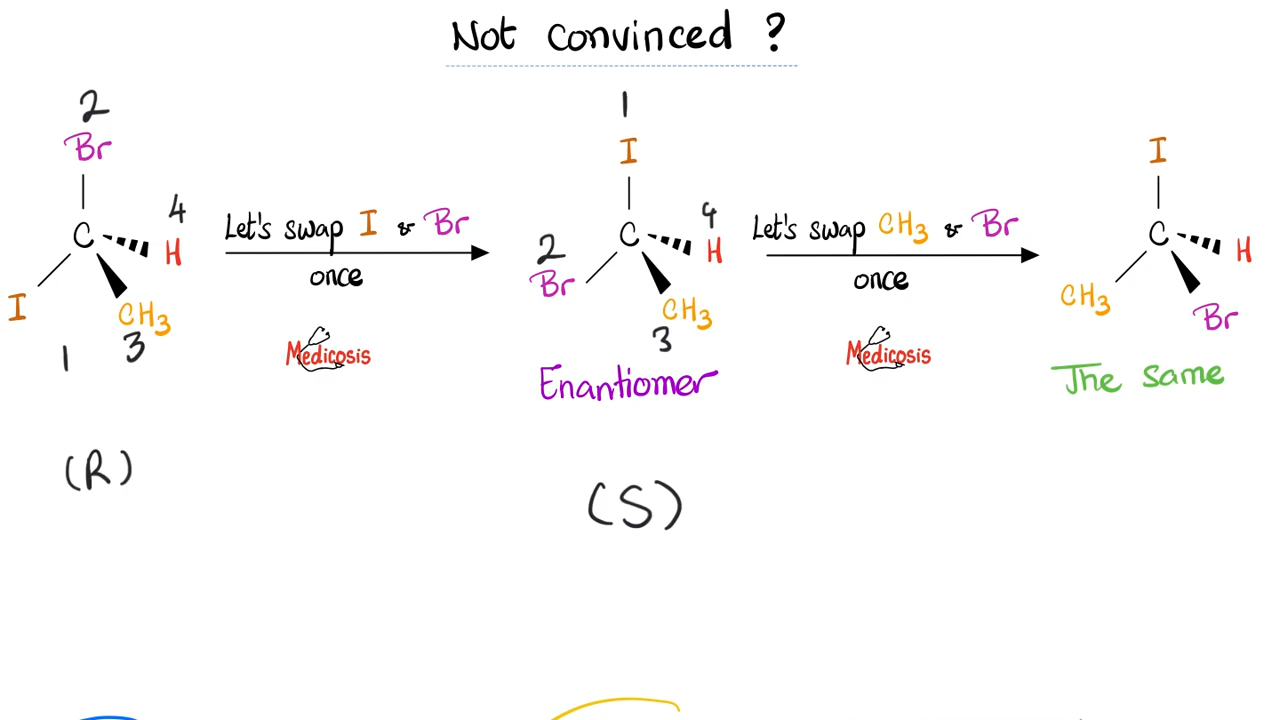 Not Convinced ?
2
Br
4
C
H
I
CH3
1
3
(R)
Let's swap I & Br
once
Medicosis
1
I
4
C
H
2
Br
CH3
3
Enantiomer
(S)
Let's swap CH3 & Br
once
Medicosis
I
C
H
CH3
Br
The same